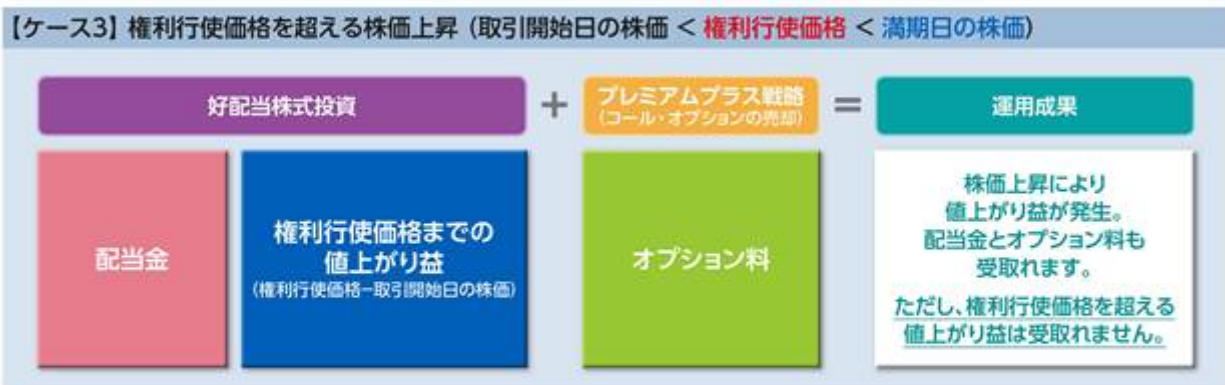 【ケース3】権利行使価格を超える株価上昇（取引開始日の株価 < 権利行使価格 < 満期日の株価）
好配当株式投資
+
プレミアムプラス戦略
（コール・オプションの売却）
=
運用成果
配当金
権利行使価格までの
値上がり益
（権利行使価格−取引開始日の株価）
オプション料
株価上昇により
値上がり益が発生。
配当金とオプション料も
受取れます。
ただし、権利行使価格を超える
値上がり益は受取れません。